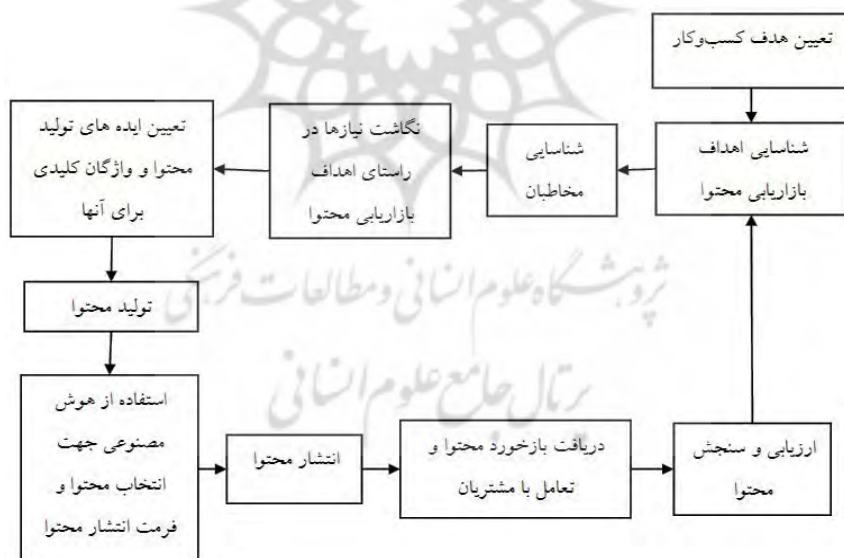 تعیین هدف کسب‌وکار
شناسایی اهداف
بازاریابی محتوا
شناسایی
مخاطبان
نگاشت نیازها در
راستای اهداف
بازاریابی محتوا
تعیین ایده های تولید
محتوا و واژگان کلیدی
برای آنها
تولید محتوا
استفاده از هوش
مصنوعی جهت
انتخاب محتوا و
فرمت انتشار محتوا
انتشار محتوا
دریافت بازخورد محتوا و
تعامل با مشتریان
ارزیابی و سنجش
محتوا
پژوهشگاه علوم انسانی و مطالعات فرهنگی
پرتال جامع علوم انسانی